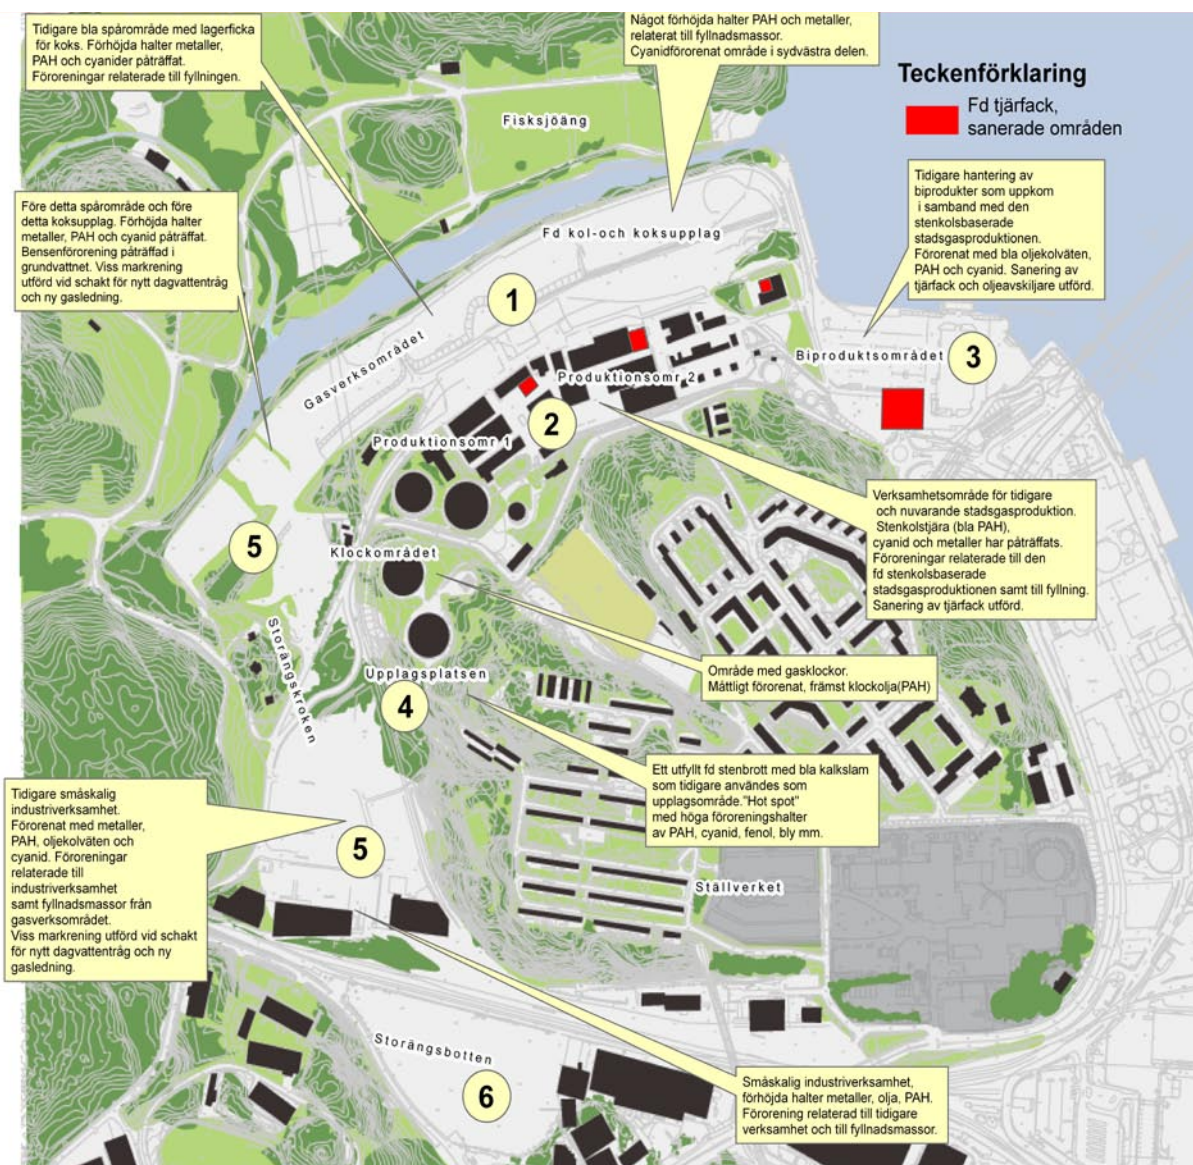 Tidigare bla spårområde med lagerficka
för koks. Förhöjda halter metaller,
PAH och cyanider påträffat.
Föroreningar relaterade till fyllningen.
Något förhöjda halter PAH och metaller,
relaterat till fyllnadsmassor.
Cyanidförorenat område i sydvästra delen.
Teckenförklaring
Fd tjärfack,
sanerade områden
Fisksjöäng
Tidigare hantering av
biprodukter som uppkom
i samband med den
stenkolsbaserade
stadsgasproduktionen.
Förorenat med bla oljekolväten,
PAH och cyanid. Sanering av
tjärfack och oljeavskiljare utförd.
Före detta spårområde och före
detta koksupplag. Förhöjda halter
metaller, PAH och cyanid påträffat.
Bensenförorening påträffad i
grundvattnet. Viss markrening
utförd vid schakt för nytt dagvattentråg
och ny gasledning.
Fd kol-och koksupplag
1
Gasverksområdet
Biproduktsområdet
3
Produktionsomr 2
2
Produktionsomr 1
Verksamhetsområde för tidigare
och nuvarande stadsgasproduktion.
Stenkolstjära (bla PAH),
cyanid och metaller har påträffats.
Föroreningar relaterade till den
fd stenkolsbaserade
stadsgasproduktionen samt till fyllning.
Sanering av tjärfack utförd.
5
Klockområdet
Storängskroken
Område med gasklockor.
Måttligt förorenat, främst klockolja(PAH)
Upplagsplatsen
4
Ett utfyllt fd stenbrott med bla kalkslam
som tidigare användes som
upplagsområde."Hot spot"
med höga föroreningshalter
av PAH, cyanid, fenol, bly mm.
Tidigare småskalig
industriverksamhet.
Förorenat med metaller,
PAH, oljekolväten och
cyanid. Föroreningar
relaterade till
industriverksamhet
samt fyllnadsmassor från
gasverksområdet.
Viss markrening utförd vid schakt
för nytt dagvattentråg och ny
gasledning.
5
Ställverket
Storängsbotten
6
Småskalig industriverksamhet,
förhöjda halter metaller, olja, PAH.
Förorening relaterad till tidigare
verksamhet och till fyllnadsmassor.